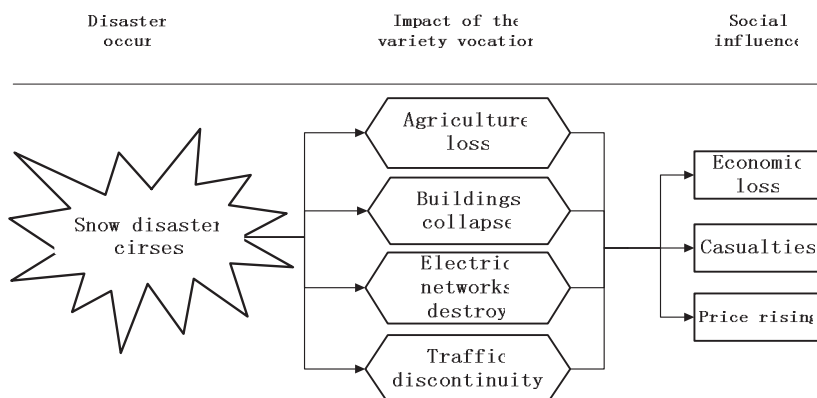 Disaster
occur
Impact of the
variety vocation
Social
influence
Snow disaster
cirses
Agriculture
loss
Buildings
collapse
Electric
networks
destroy
Traffic
discontinuity
Economic
loss
Casualties
Price rising